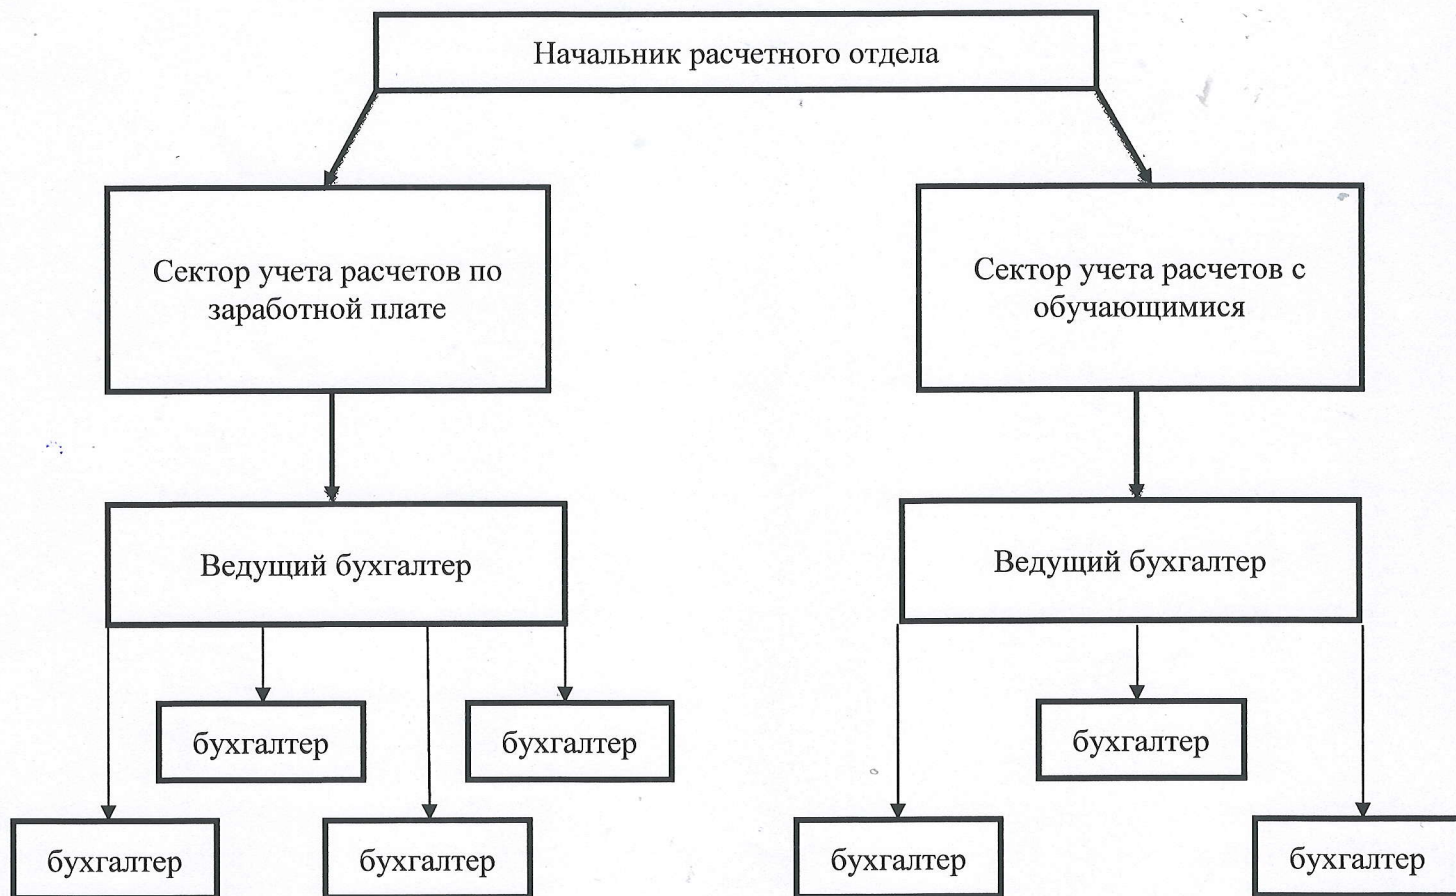 Начальник расчетного отдела
Сектор учета расчетов по
заработной плате
Сектор учета расчетов с
обучающимися
Ведущий бухгалтер
Ведущий бухгалтер
бухгалтер
бухгалтер
бухгалтер
бухгалтер
бухгалтер
бухгалтер
бухгалтер